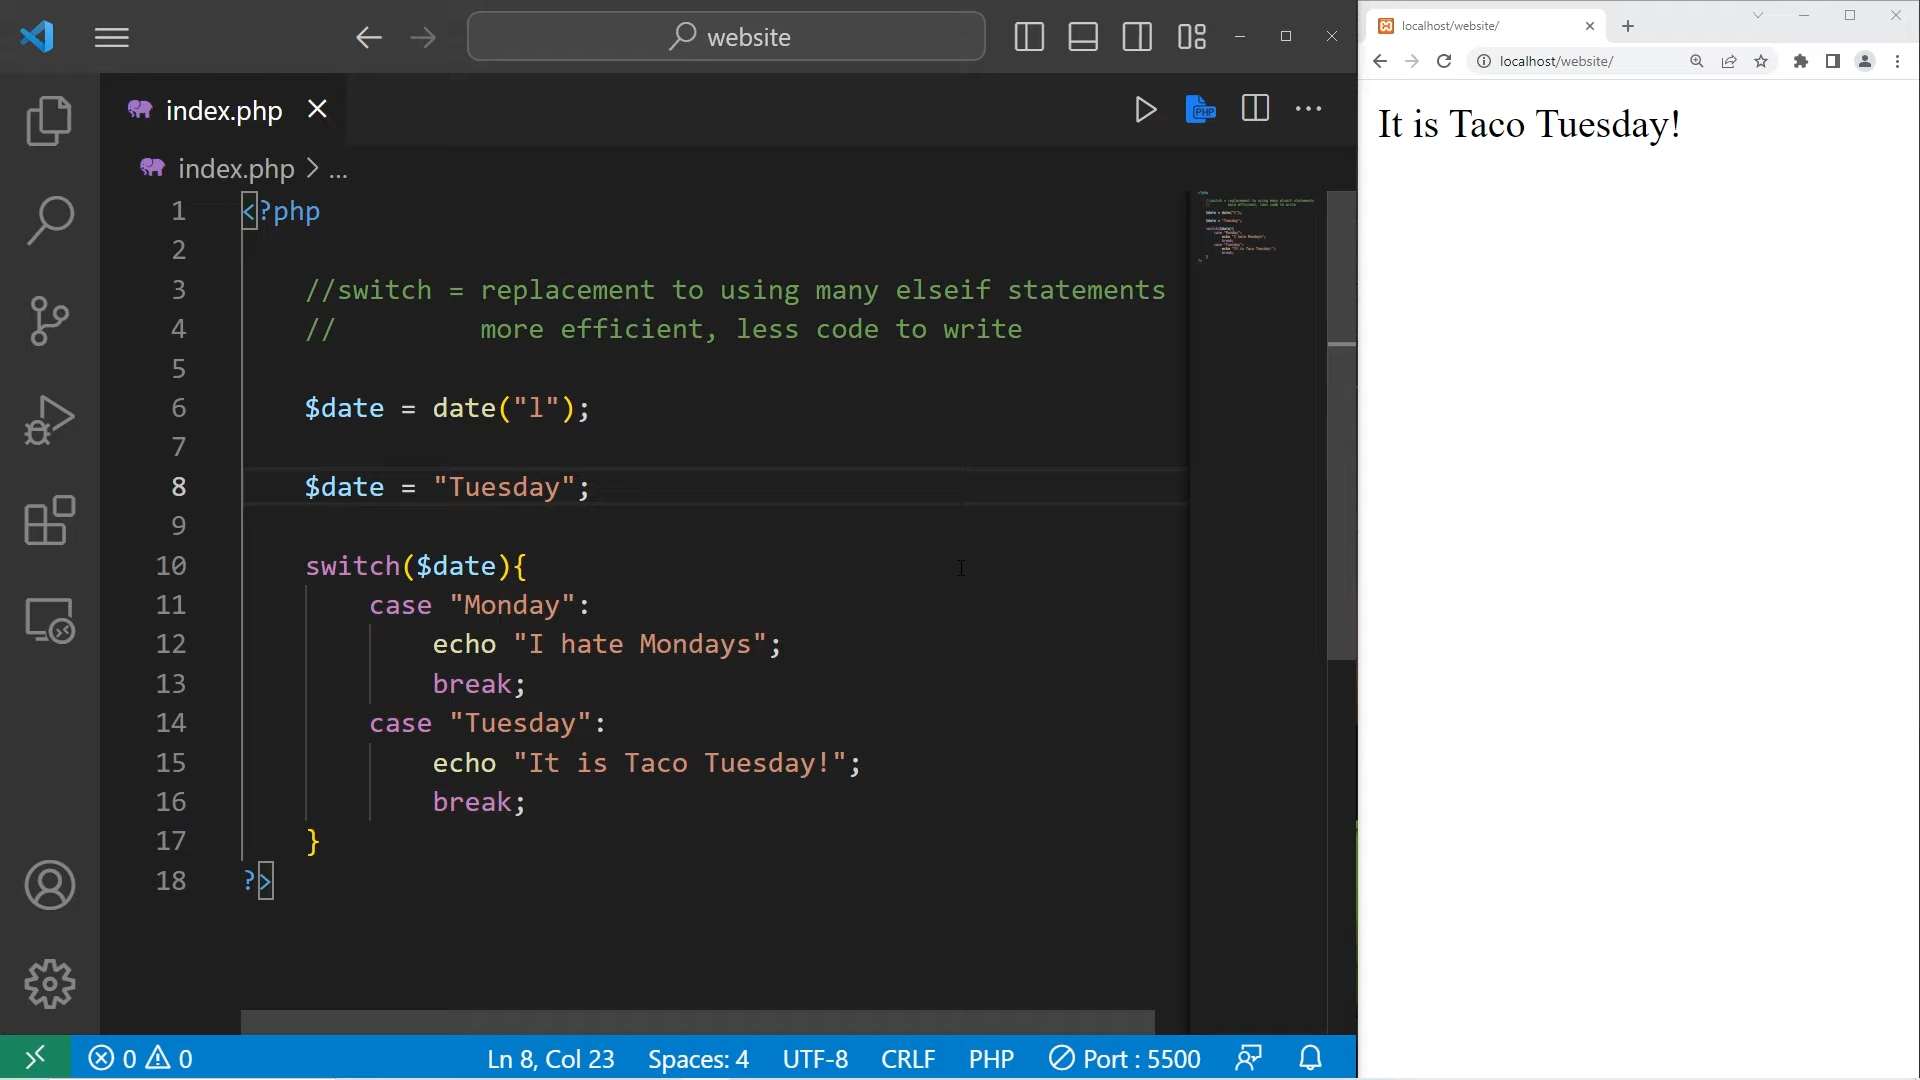 website
index.php
index.php > ...
1 <?php
2
3 //switch = replacement to using many elseif statements
4 // more efficient, less code to write
5
6 $date = date("l");
7
8 $date = "Tuesday";
9
10 switch($date){
11 case "Monday":
12 echo "I hate Mondays";
13 break;
14 case "Tuesday":
15 echo "It is Taco Tuesday!";
16 break;
17 }
18 ?>
0 0 Ln 8, Col 23 Spaces: 4 UTF-8 CRLF PHP Port : 5500
localhost/website/
localhost/website/
It is Taco Tuesday!